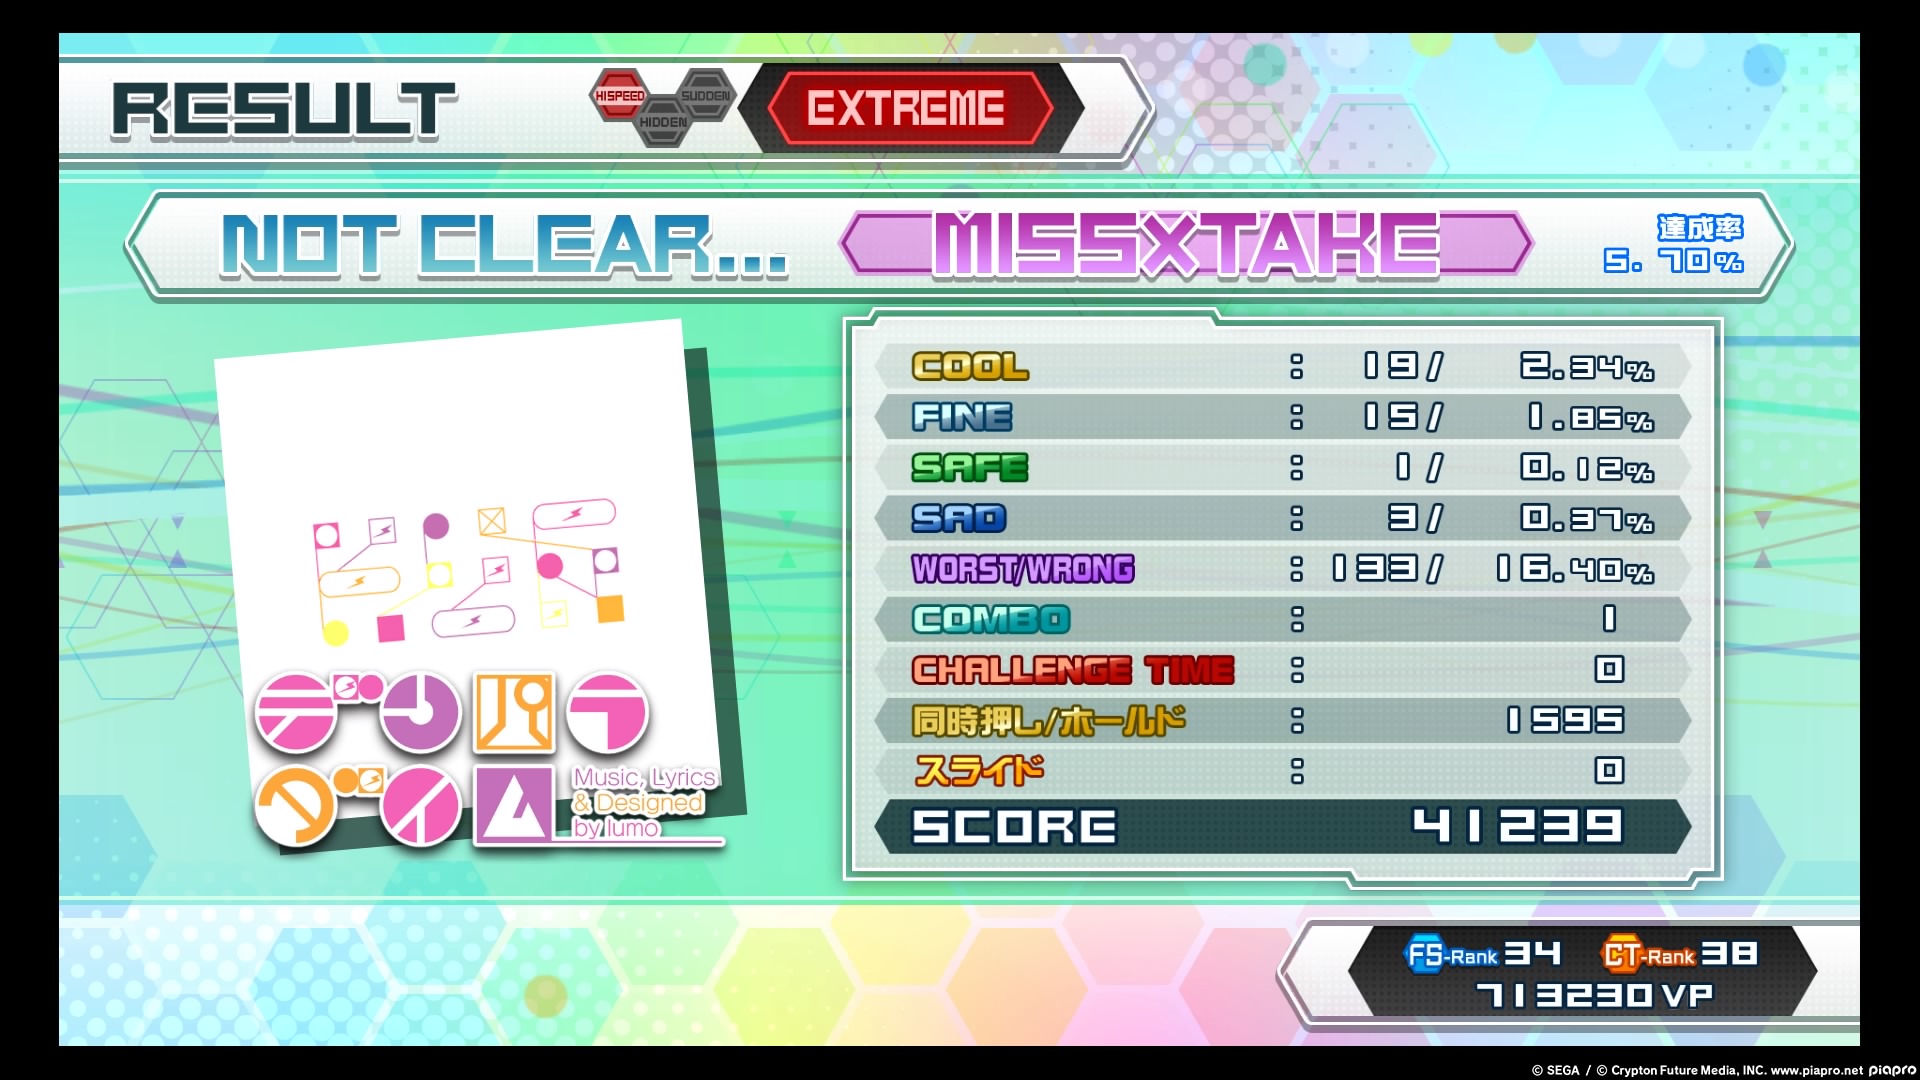 RESULT
HISPEED
HIDDEN
SUDDEN
EXTREME
NOT CLEAR...
MISS×TAKE
達成率
5.70%
COOL : 19/ 2.34%
FINE : 15/ 1.85%
SAFE : 1/ 0.12%
SAD : 3/ 0.37%
WORST/WRONG : 133/ 16.40%
COMBO : 1
CHALLENGE TIME : 0
同時押し/ホールド : 1595
スライド : 0
SCORE 41239
Music, Lyrics
& Designed
by lumo
FS-Rank 34 CT-Rank 38
713230 VP
© SEGA / © Crypton Future Media, INC. www.piapro.net piapro